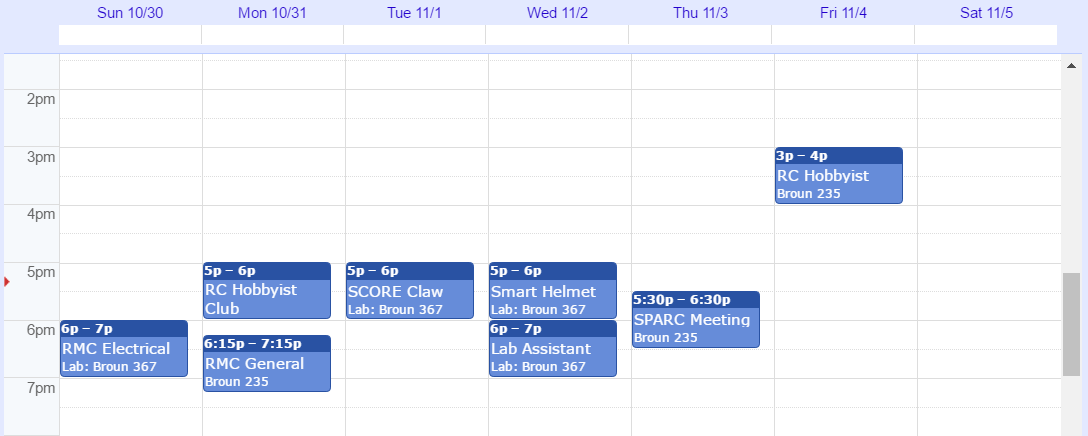 Sun 10/30 Mon 10/31 Tue 11/1 Wed 11/2 Thu 11/3 Fri 11/4 Sat 11/5
2pm
3pm
4pm
5pm
6pm
7pm
6p – 7p
RMC Electrical
Lab: Broun 367
5p – 6p
RC Hobbyist
Club
6:15p – 7:15p
RMC General
Broun 235
5p – 6p
SCORE Claw
Lab: Broun 367
5p – 6p
Smart Helmet
Lab: Broun 367
6p – 7p
Lab Assistant
Lab: Broun 367
5:30p – 6:30p
SPARC Meeting
Broun 235
3p – 4p
RC Hobbyist
Broun 235